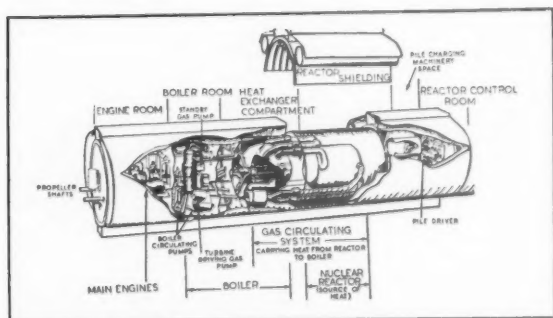 REACTOR SHIELDING
PILE CHARGING
MACHINERY
SPACE
ENGINE ROOM
BOILER ROOM
STANDBY
GAS PUMP
HEAT
EXCHANGER
COMPARTMENT
REACTOR CONTROL
ROOM
PROPELLER
SHAFTS
MAIN ENGINES
BOILER
CIRCULATING
PUMPS
TURBINE
DRIVING GAS
PUMP
GAS CIRCULATING
SYSTEM
CARRYING HEAT FROM REACTOR
TO BOILER
PILE
DRIVER
BOILER
NUCLEAR
REACTOR
(SOURCE OF
HEAT)